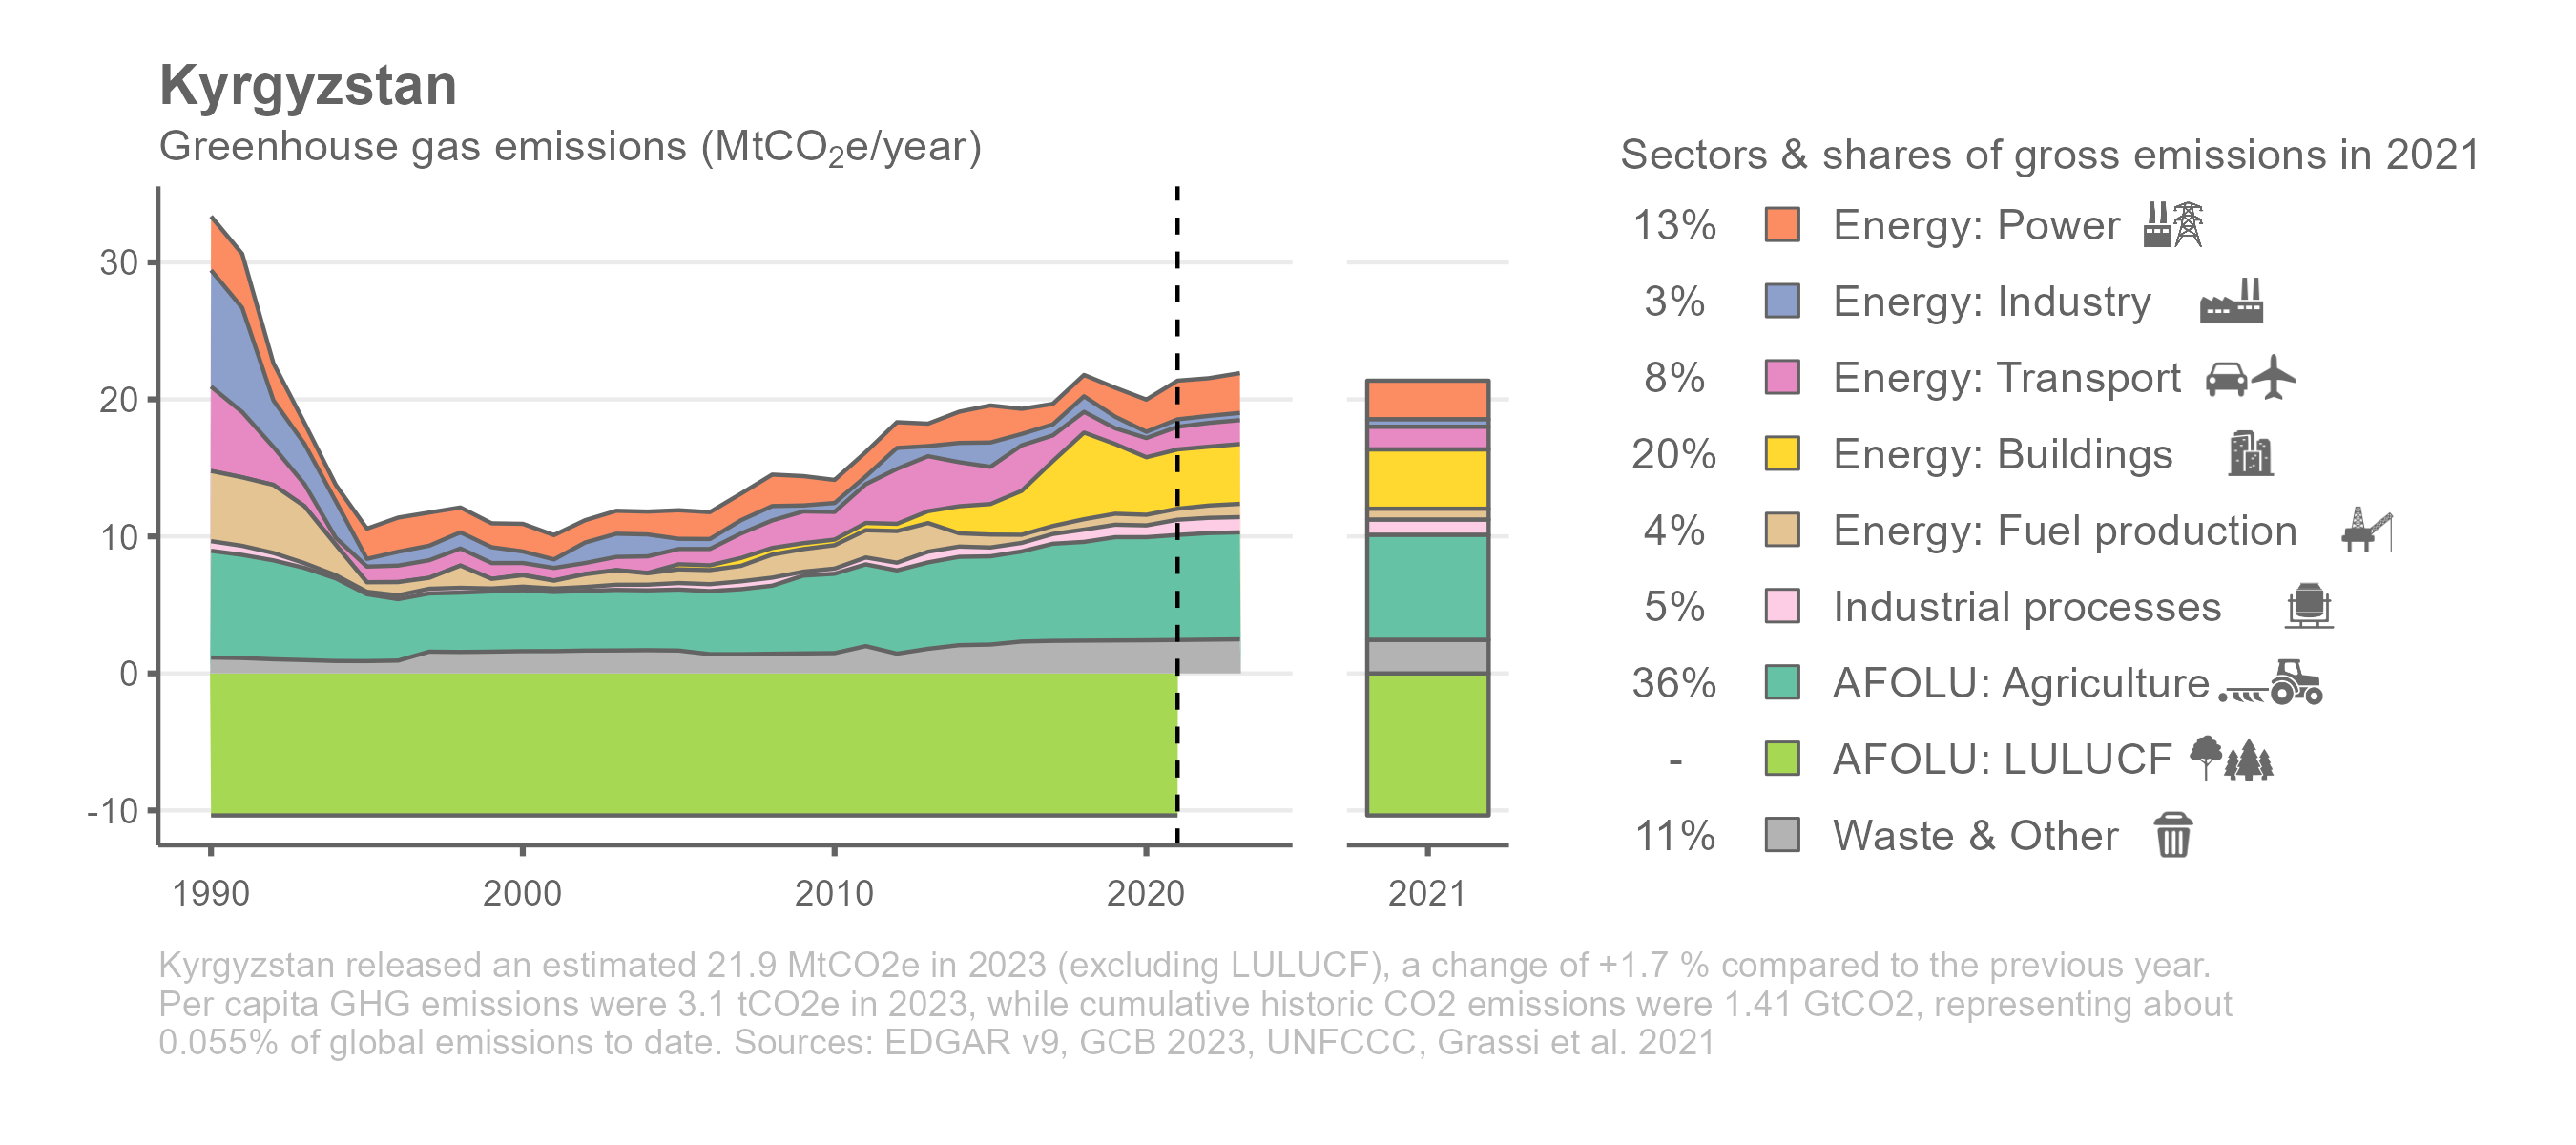 Kyrgyzstan
Greenhouse gas emissions (MtCO₂e/year)
30
20
10
0
-10
1990
2000
2010
2020
2021
Sectors & shares of gross emissions in 2021
13% Energy: Power
3% Energy: Industry
8% Energy: Transport
20% Energy: Buildings
4% Energy: Fuel production
5% Industrial processes
36% AFOLU: Agriculture
- AFOLU: LULUCF
11% Waste & Other
Kyrgyzstan released an estimated 21.9 MtCO2e in 2023 (excluding LULUCF), a change of +1.7 % compared to the previous year.
Per capita GHG emissions were 3.1 tCO2e in 2023, while cumulative historic CO2 emissions were 1.41 GtCO2, representing about
0.055% of global emissions to date. Sources: EDGAR v9, GCB 2023, UNFCCC, Grassi et al. 2021